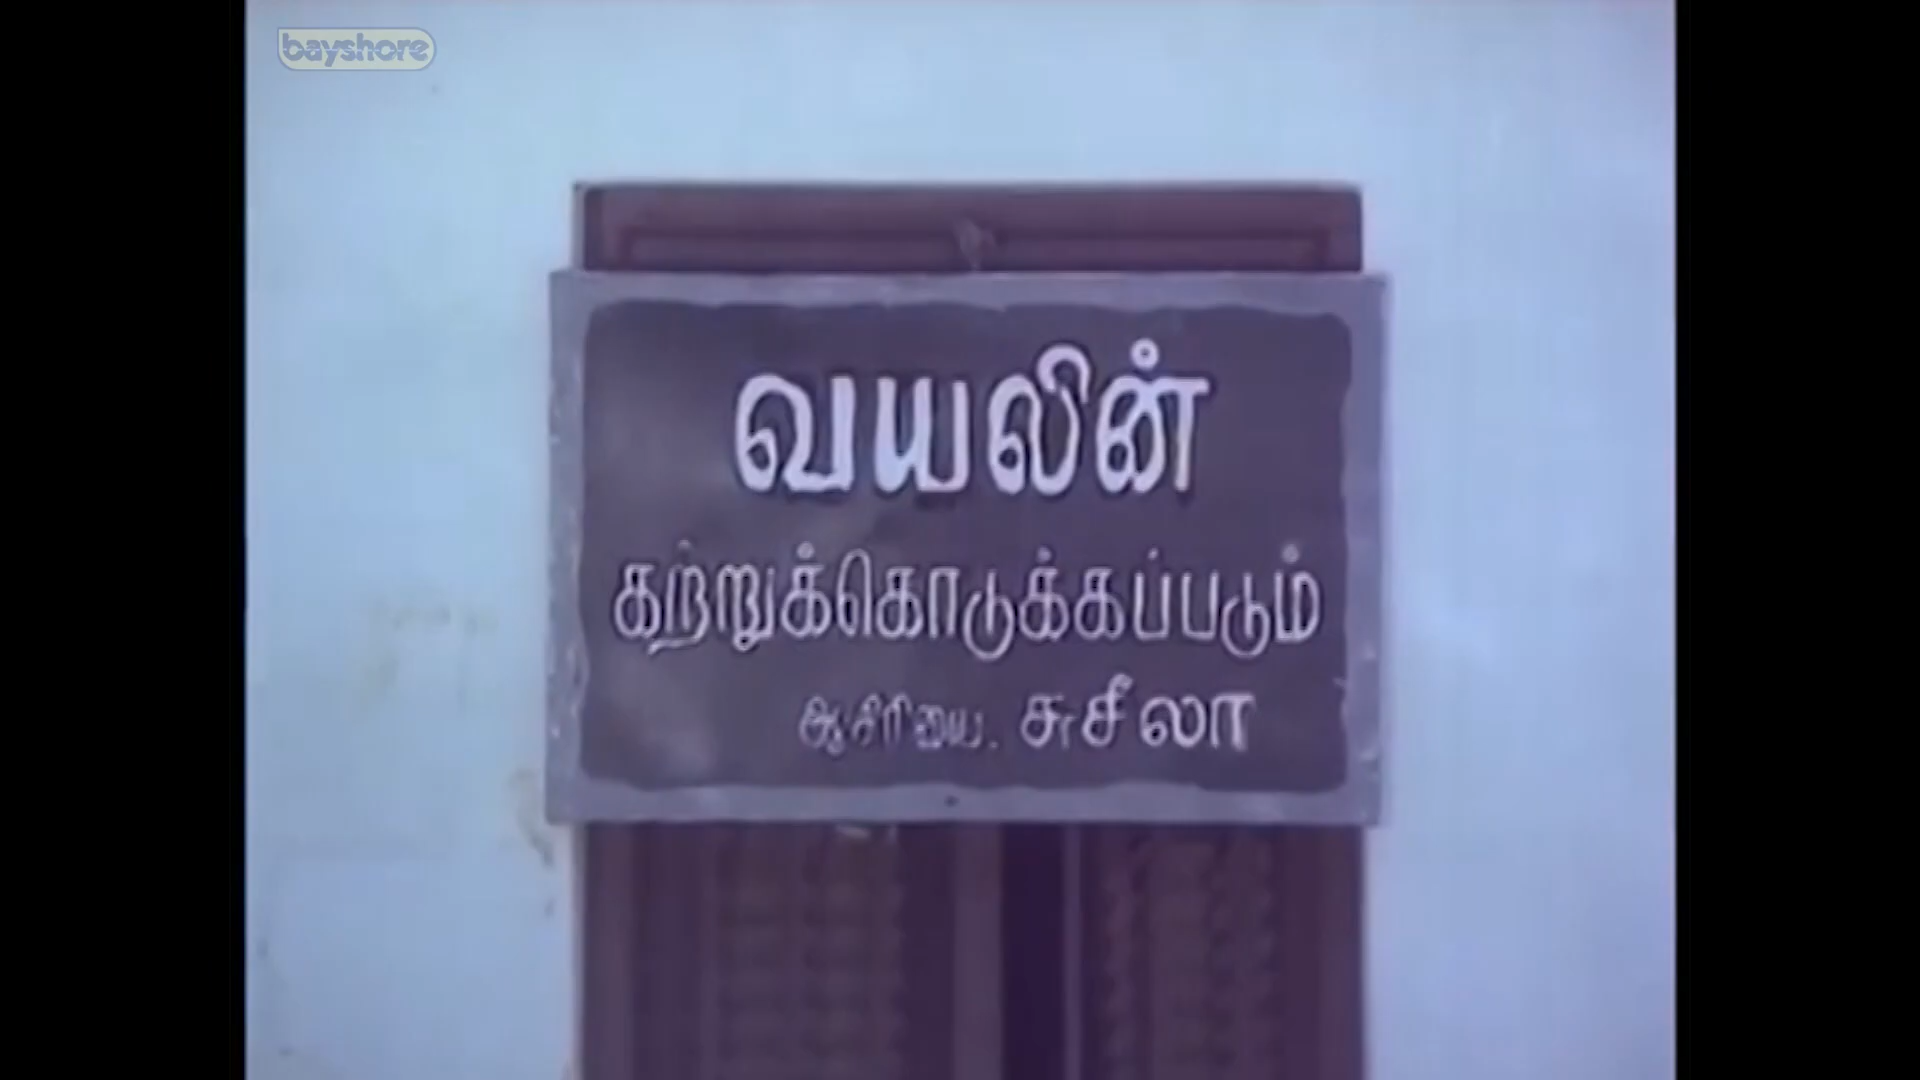 bayshore
வயலின்
கற்றுக்கொடுக்கப்படும்
ஆசிரியை. சுசீலா